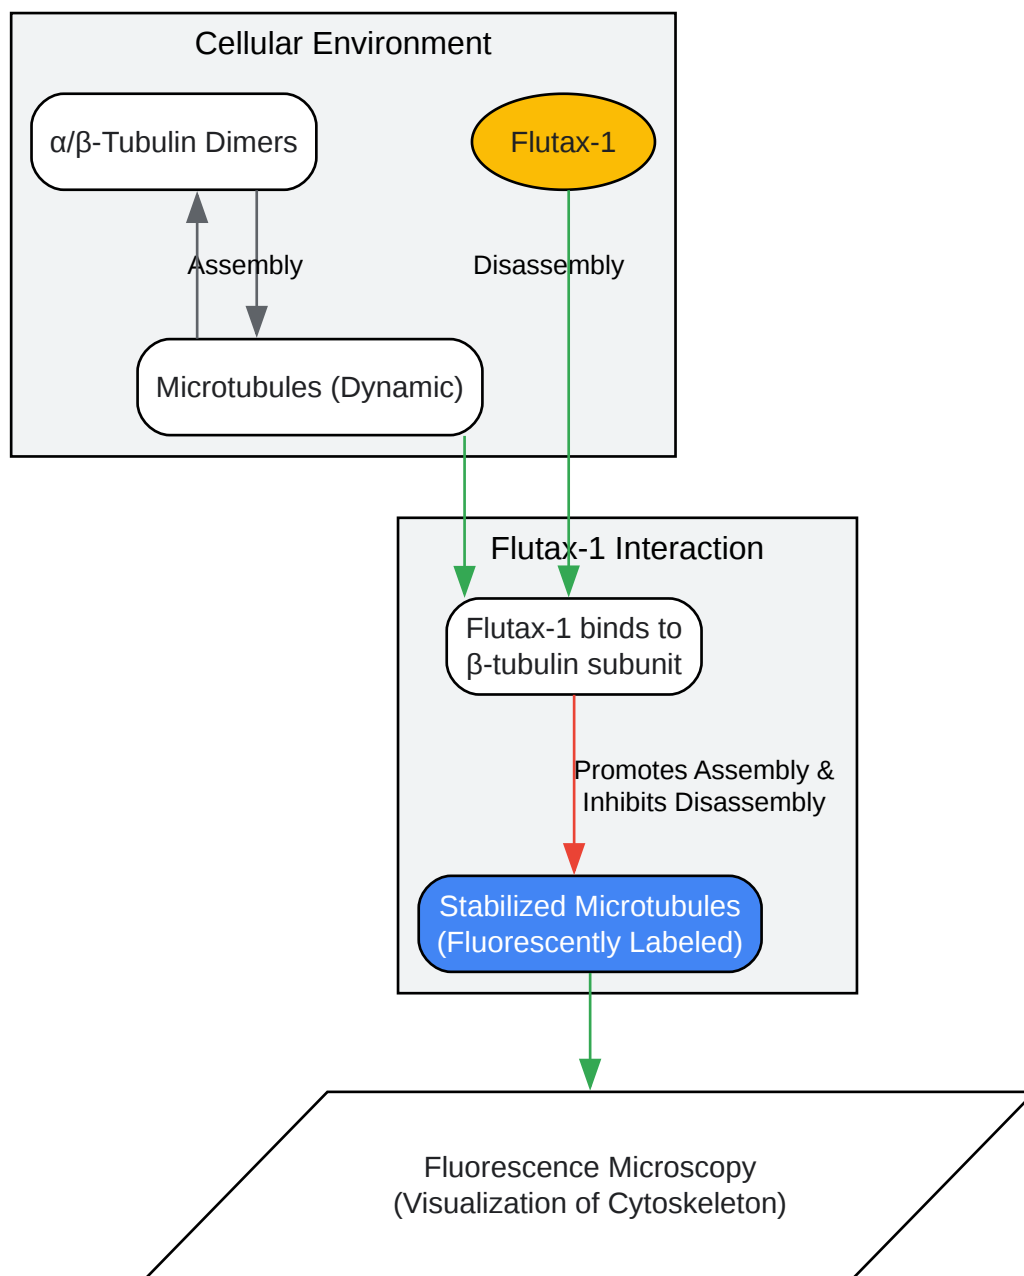 Cellular Environment
α/β-Tubulin Dimers
Flutax-1
Assembly
Disassembly
Microtubules (Dynamic)
Flutax-1 Interaction
Flutax-1 binds to
β-tubulin subunit
Promotes Assembly &
Inhibits Disassembly
Stabilized Microtubules
(Fluorescently Labeled)
Fluorescence Microscopy
(Visualization of Cytoskeleton)